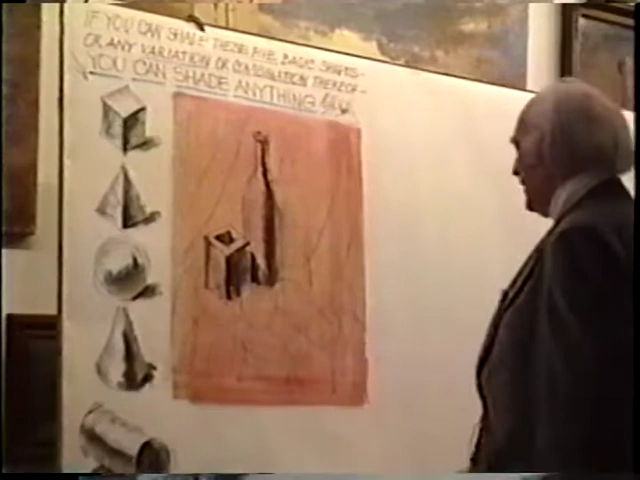 IF YOU CAN SHADE THESE FIVE BASIC SHAPES-
OR ANY VARIATION OR COMBINATION THEREOF-
YOU CAN SHADE ANYTHING